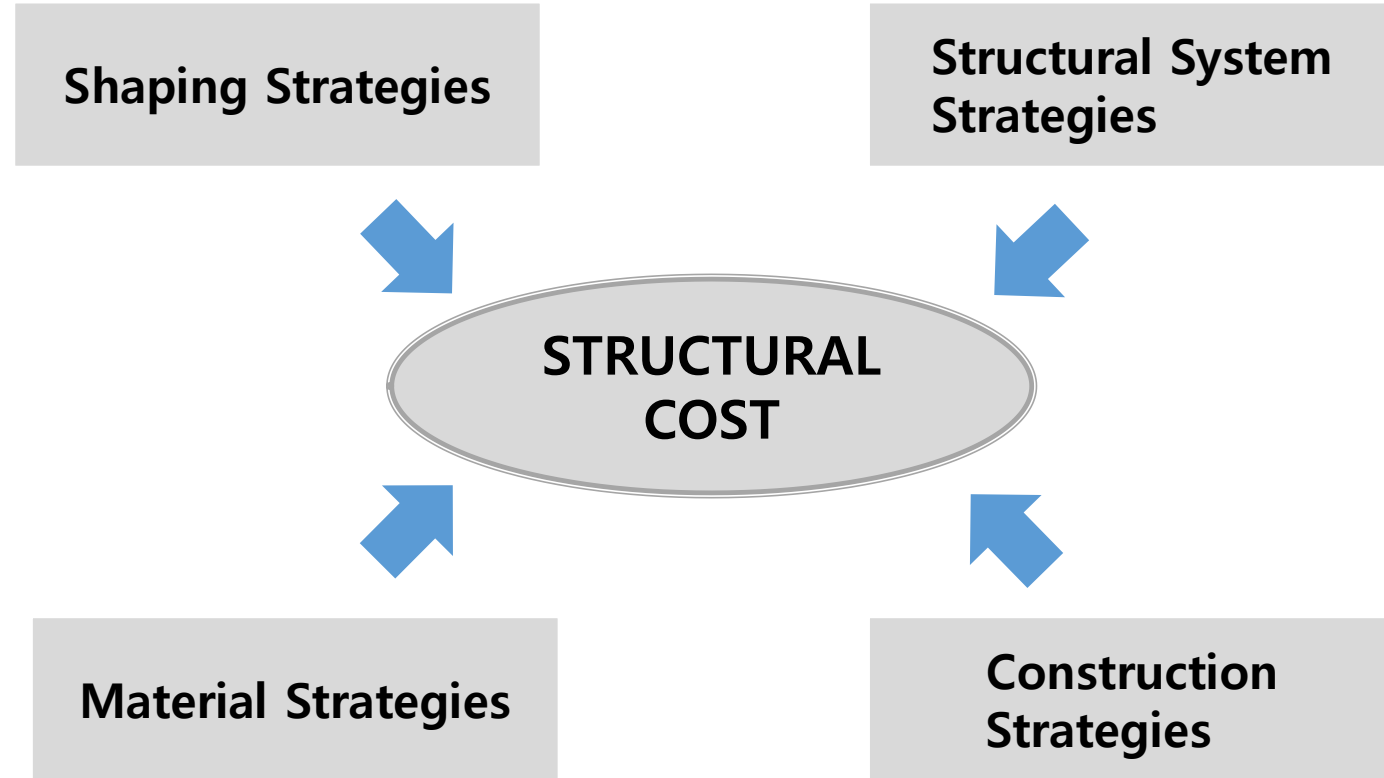 Shaping Strategies
Structural System
Strategies
STRUCTURAL
COST
Material Strategies
Construction
Strategies